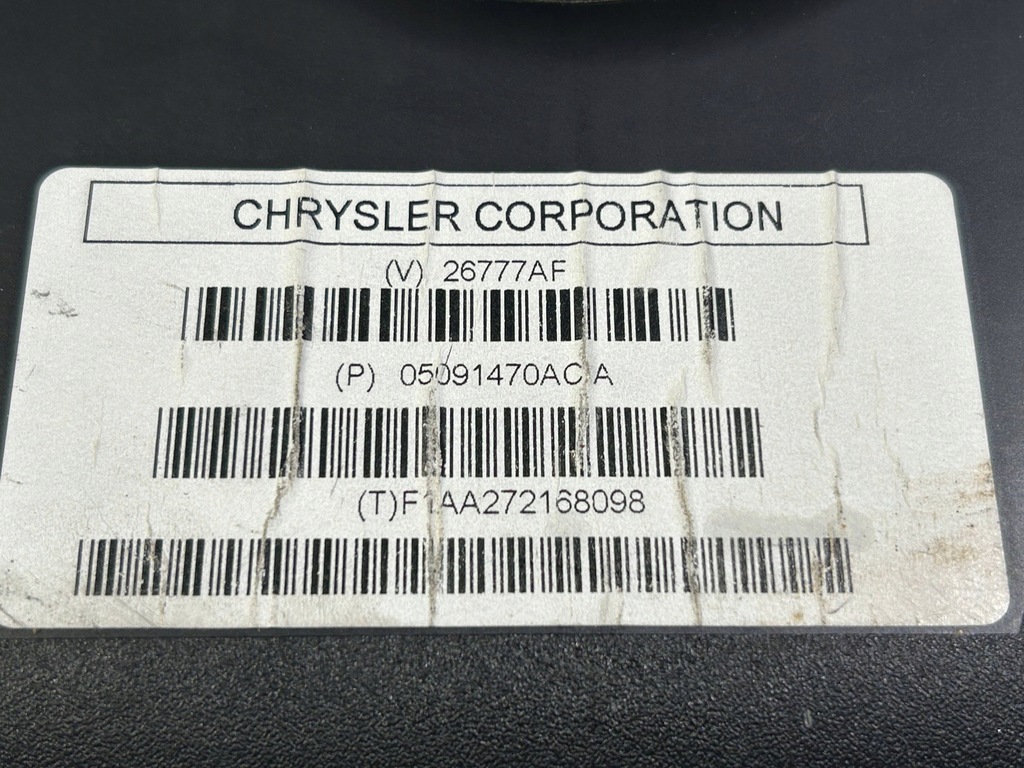 CHRYSLER CORPORATION
(V) 26777AF
(P) 05091470AC A
(T)F1AA272168098